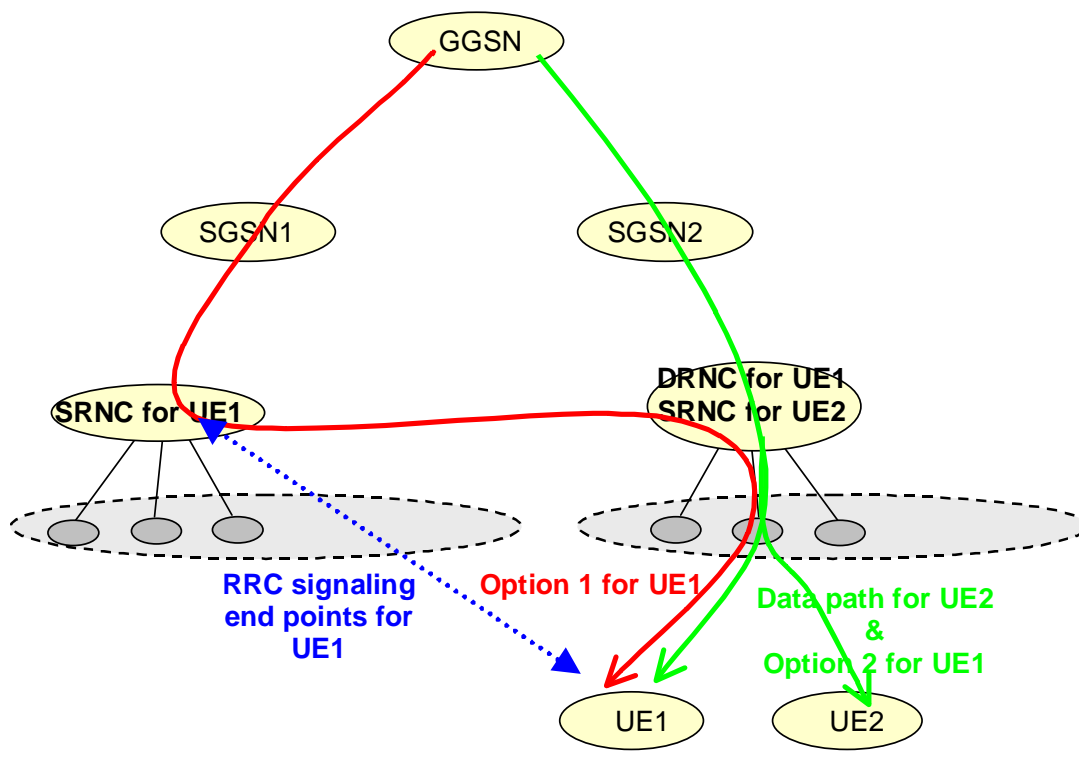 GGSN
SGSN1
SGSN2
SRNC for UE1
DRNC for UE1
SRNC for UE2
RRC signaling
end points for
UE1
Option 1 for UE1
Data path for UE2
&
Option 2 for UE1
UE1
UE2